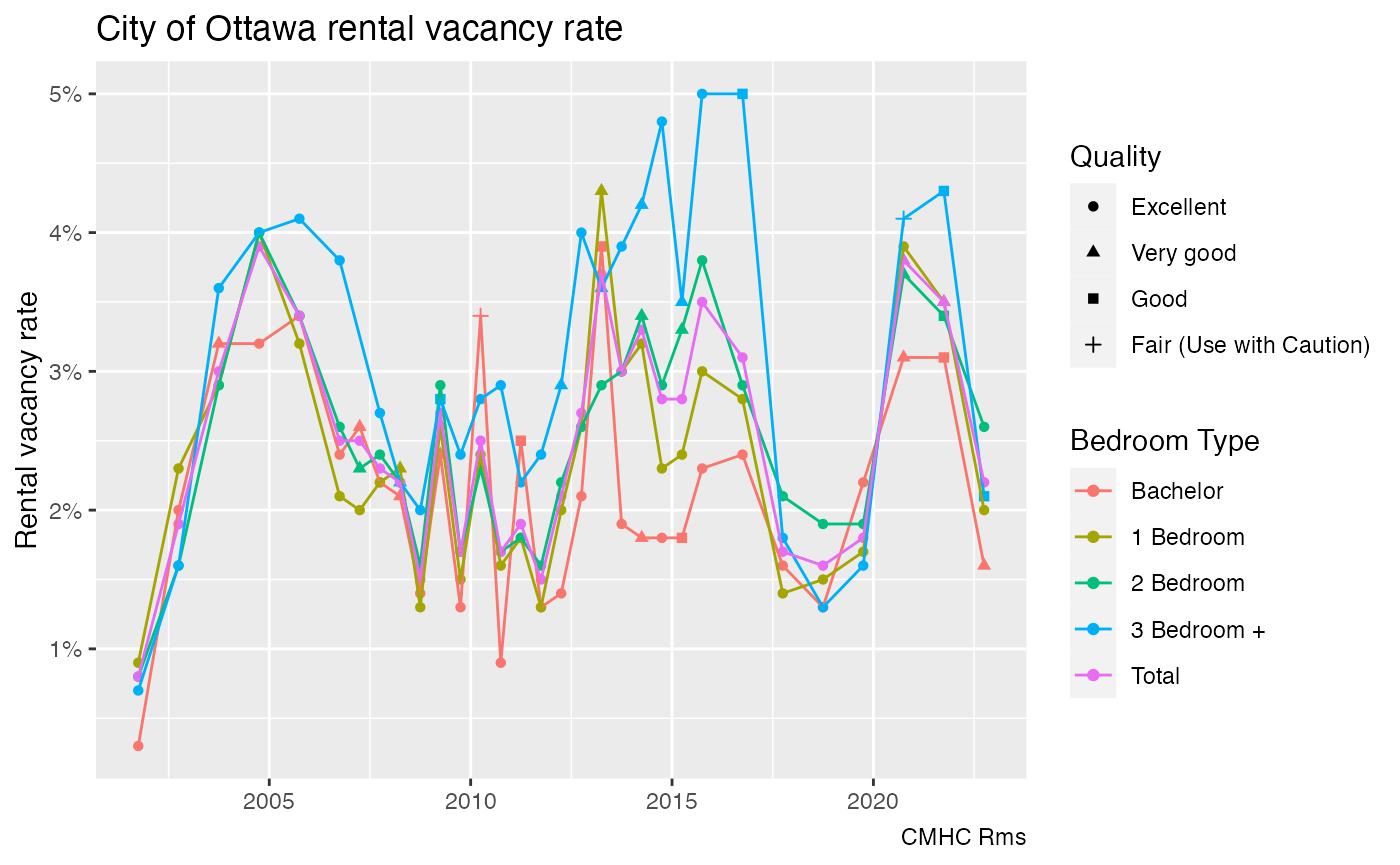 City of Ottawa rental vacancy rate
Rental vacancy rate
5%
4%
3%
2%
1%
2005
2010
2015
2020
CMHC Rms
Quality
Excellent
Very good
Good
Fair (Use with Caution)
Bedroom Type
Bachelor
1 Bedroom
2 Bedroom
3 Bedroom +
Total